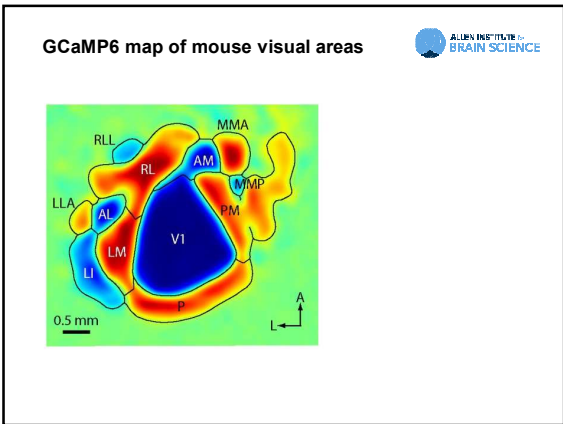 GCaMP6 map of mouse visual areas
ALLEN INSTITUTE for
BRAIN SCIENCE
MMA
RLL
AM
RL
MMP
LLA
AL
PM
V1
LM
LI
P
A
L
0.5 mm